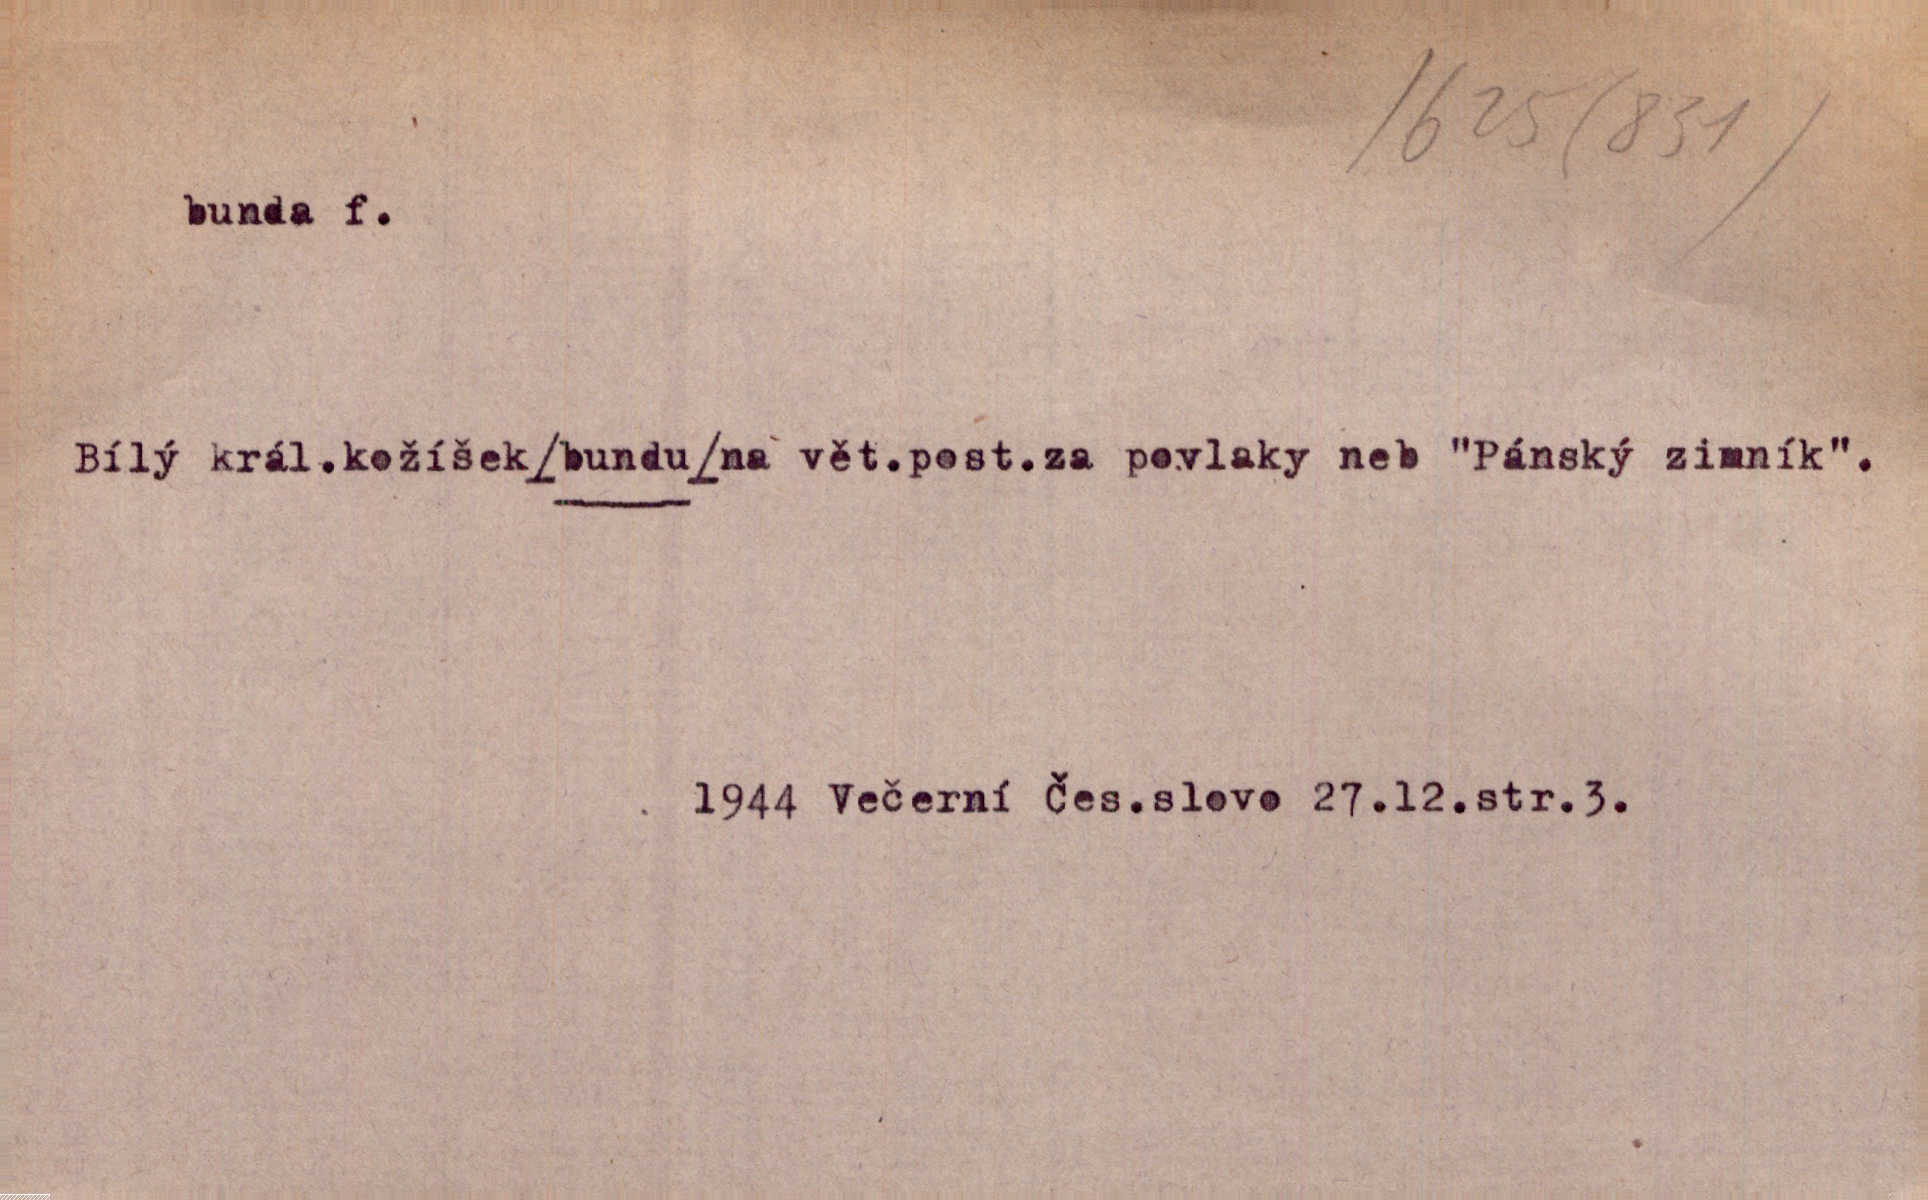 1625(831)
bunda f.
Bílý král.kožíšek/bundu/na vět.post.za povlaky neb "Pánský zimník".
1944 Večerní Čes.slovo 27.12.str.3.